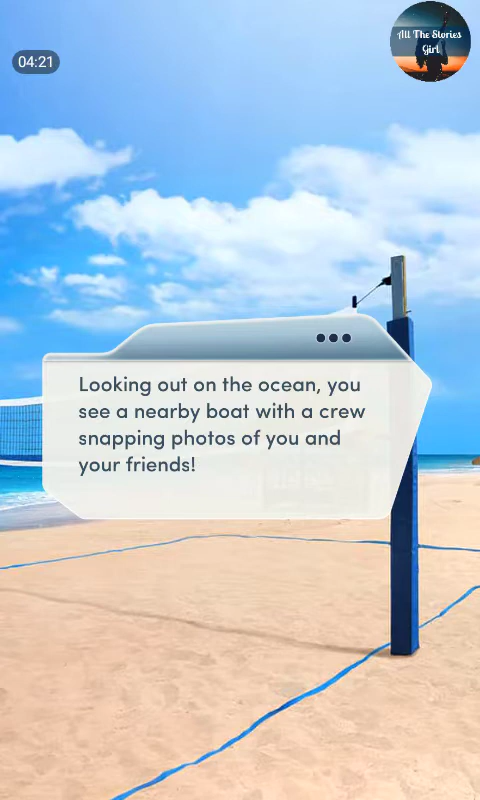 All The Stories
Girl
04:21
Looking out on the ocean, you
see a nearby boat with a crew
snapping photos of you and
your friends!